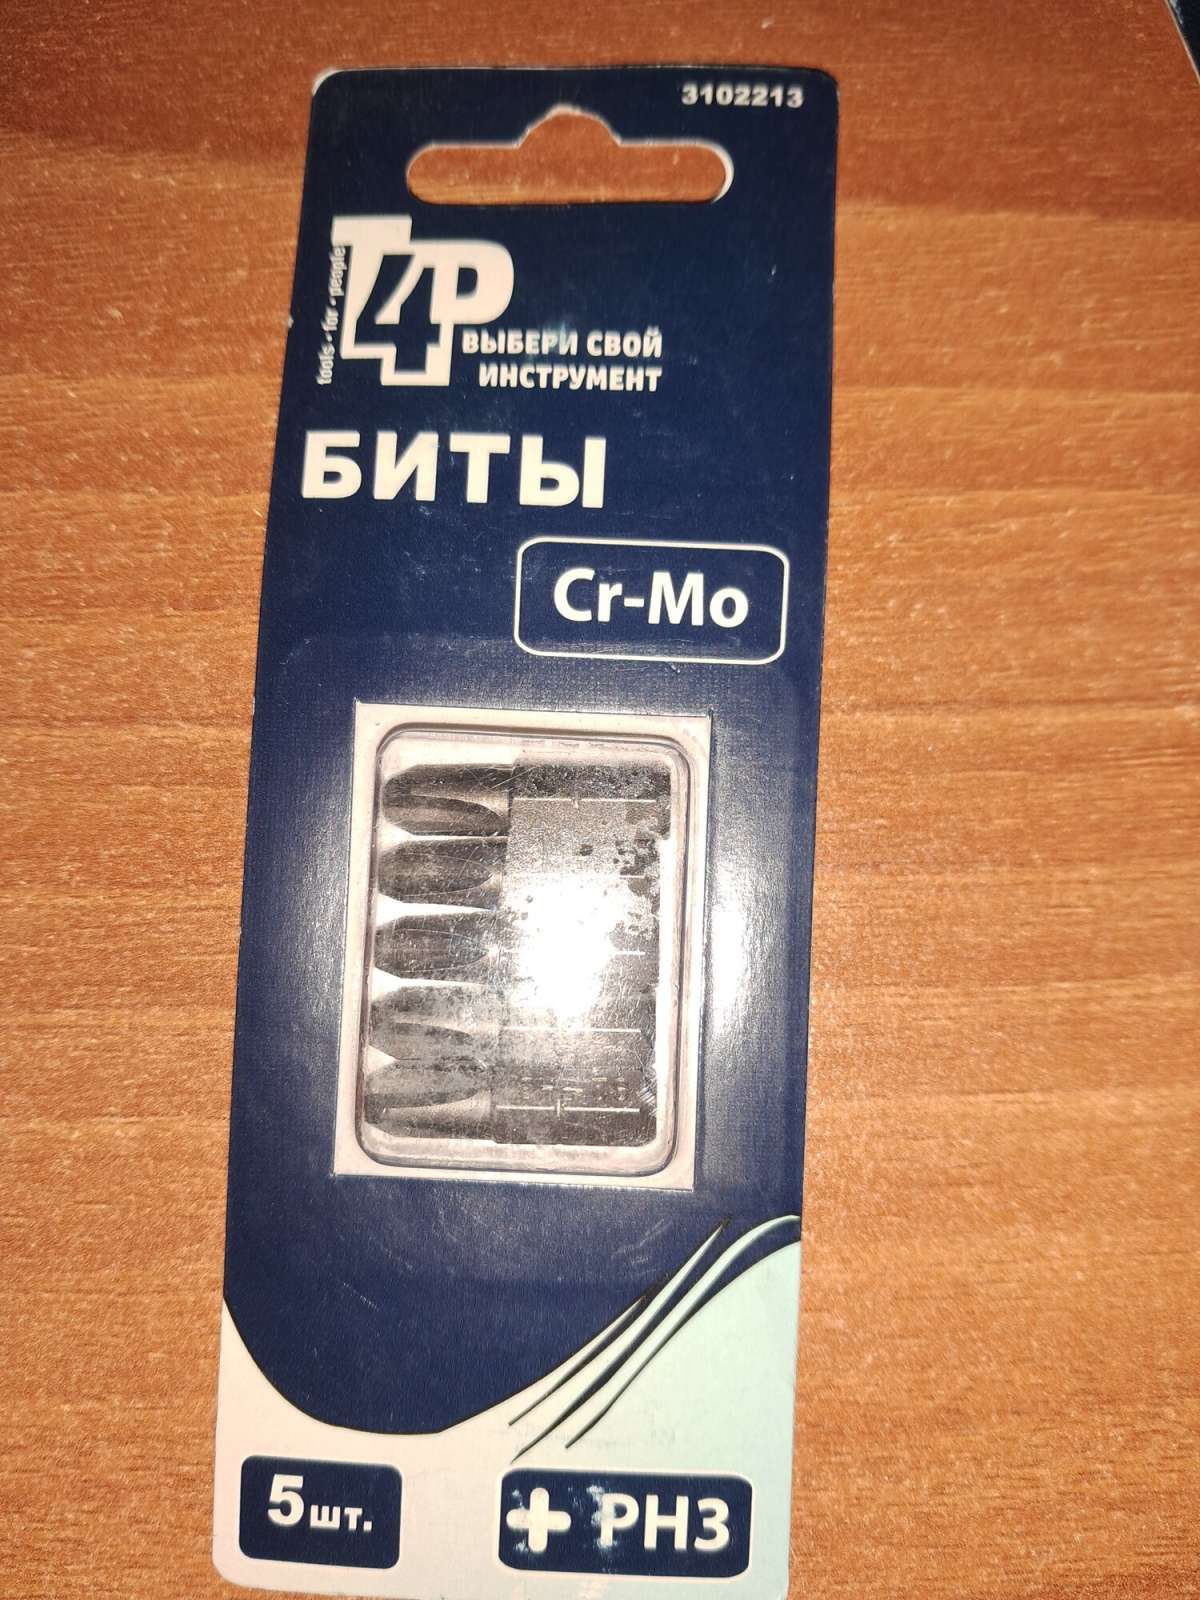 3102213
tools · for · people
T4P
ВЫБЕРИ СВОЙ
ИНСТРУМЕНТ
БИТЫ
Cr-Mo
5шт.
PH3